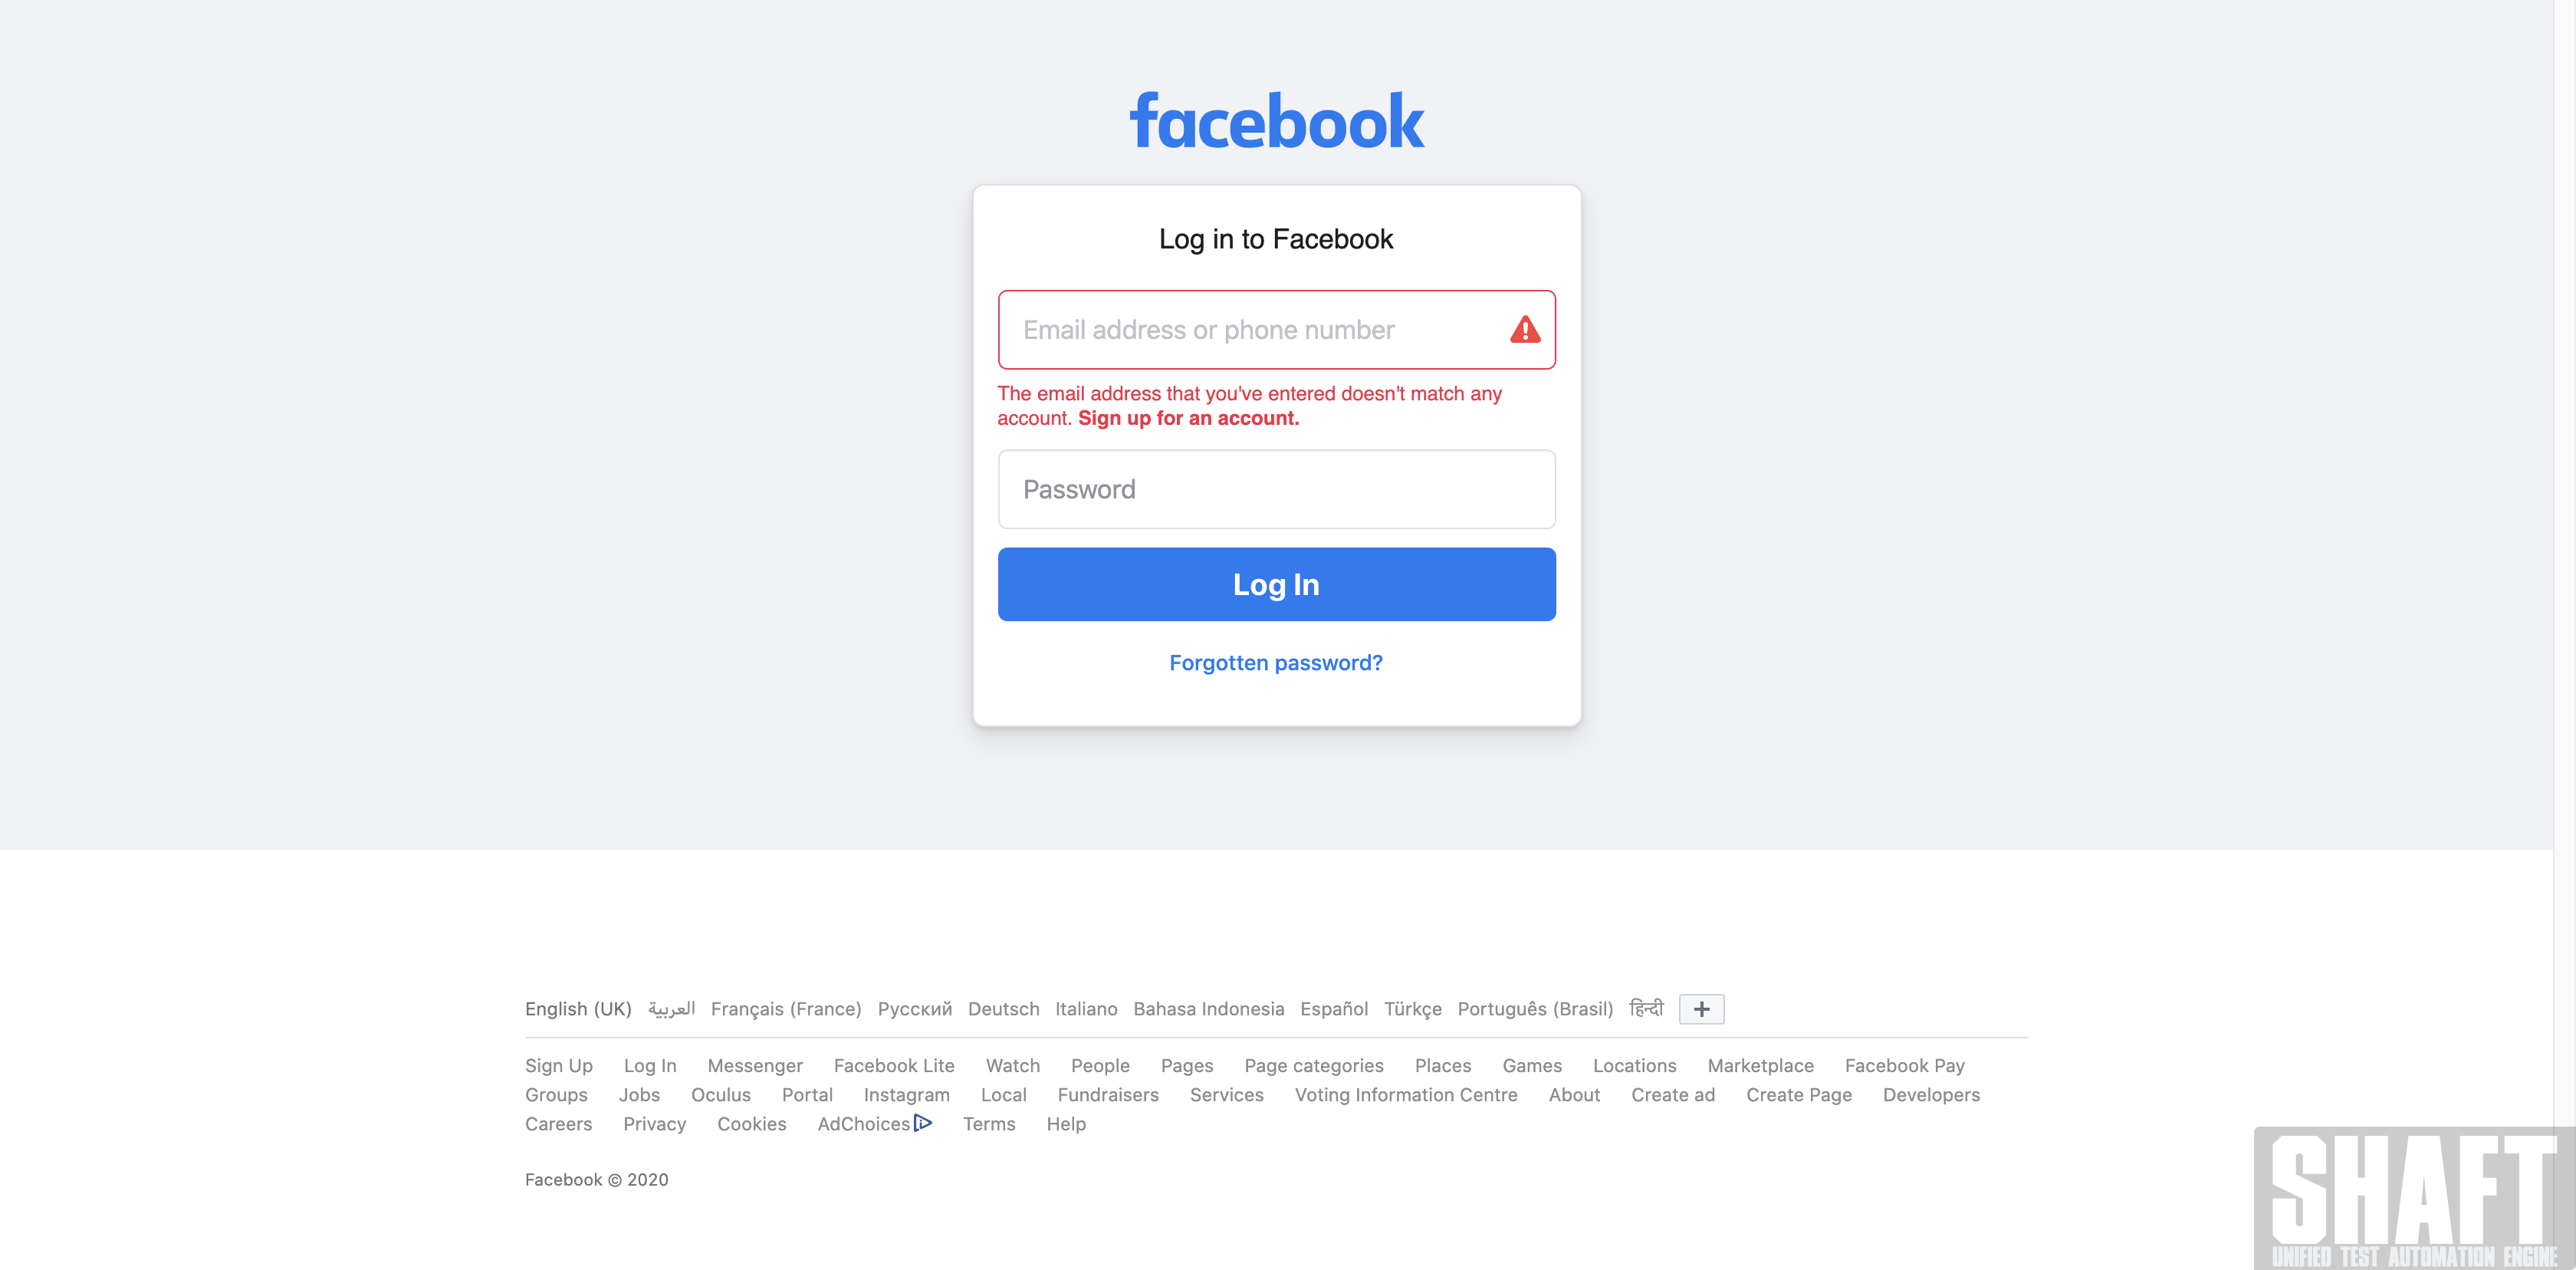 facebook
Log in to Facebook
Email address or phone number
The email address that you've entered doesn't match any
account. Sign up for an account.
Password
Log In
Forgotten password?
English (UK) العربية Français (France) Русский Deutsch Italiano Bahasa Indonesia Español Türkçe Português (Brasil) हिन्दी +
Sign Up Log In Messenger Facebook Lite Watch People Pages Page categories Places Games Locations Marketplace Facebook Pay
Groups Jobs Oculus Portal Instagram Local Fundraisers Services Voting Information Centre About Create ad Create Page Developers
Careers Privacy Cookies AdChoices Terms Help
Facebook © 2020
SHAFT
UNIFIED TEST AUTOMATION ENGINE